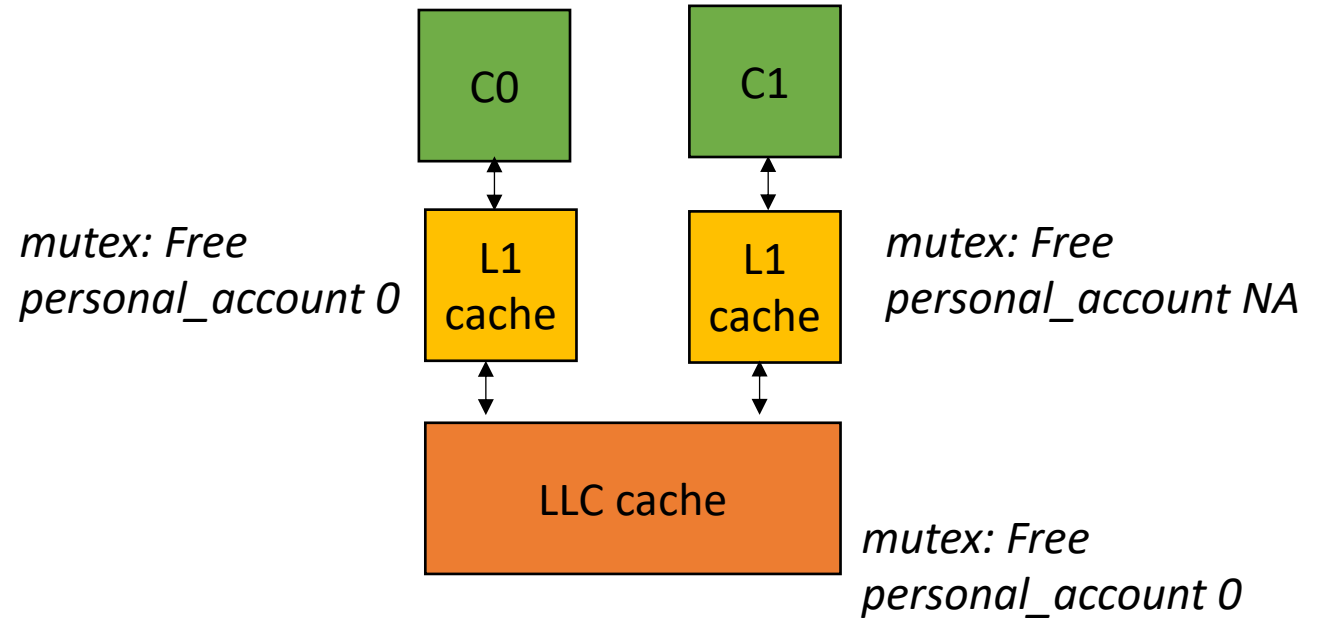 C0
C1
mutex: Free
personal_account 0
L1
cache
L1
cache
mutex: Free
personal_account NA
LLC cache
mutex: Free
personal_account 0